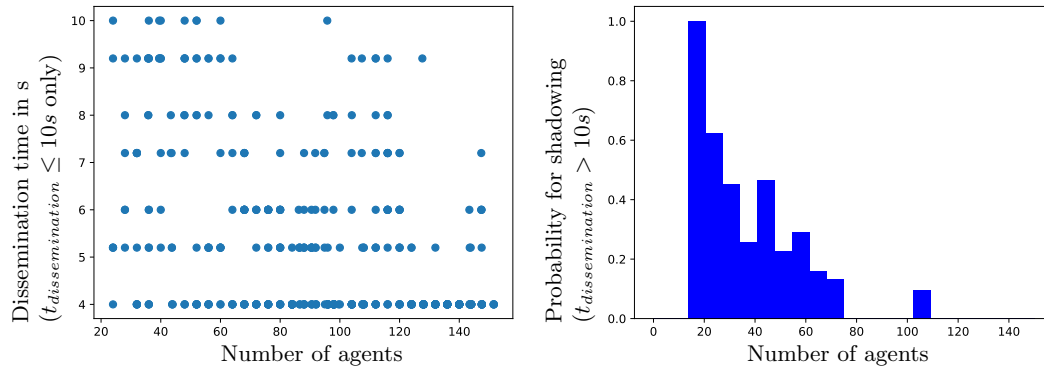 Dissemination time in s
(t_dissemination ≤ 10s only)
10
9
8
7
6
5
4
20 40 60 80 100 120 140
Number of agents
Probability for shadowing
(t_dissemination > 10s)
1.0
0.8
0.6
0.4
0.2
0.0
0 20 40 60 80 100 120 140
Number of agents